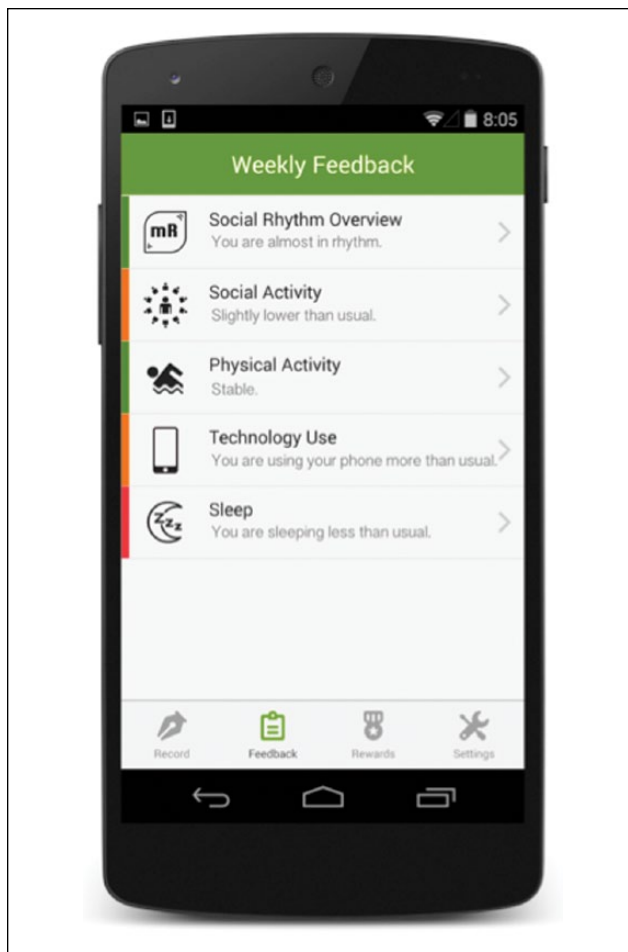 8:05
Weekly Feedback
mR
Social Rhythm Overview
You are almost in rhythm.
Social Activity
Slightly lower than usual.
Physical Activity
Stable.
Technology Use
You are using your phone more than usual.
Sleep
You are sleeping less than usual.
zzz
Record
Feedback
Rewards
Settings